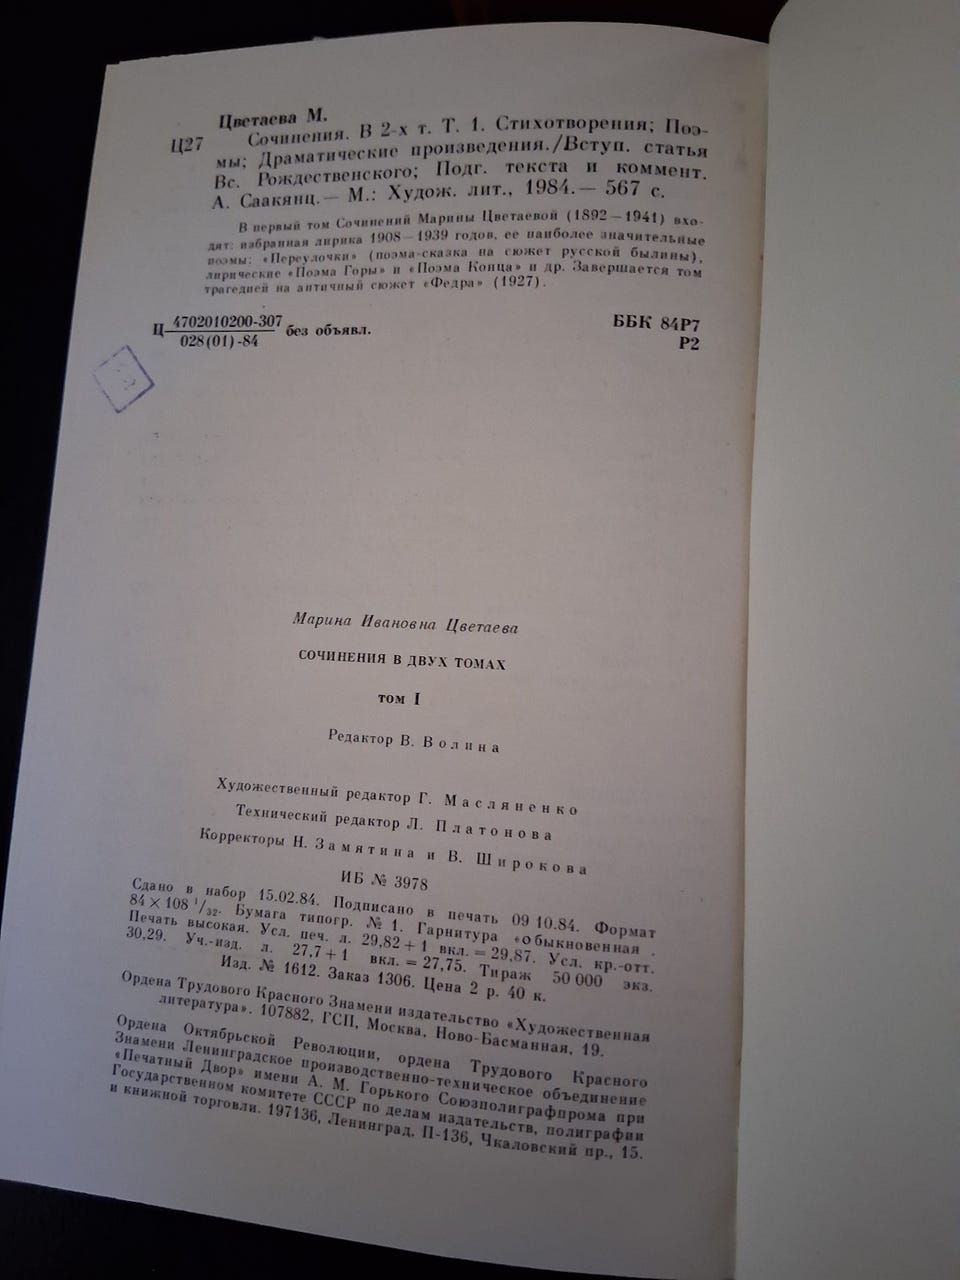 Цветаева М.
Ц27 Сочинения. В 2-х т. Т. 1. Стихотворения; Поэ-
мы; Драматические произведения./Вступ. статья
Вс. Рождественского; Подг. текста и коммент.
А. Саакянц.— М.: Худож. лит., 1984.— 567 с.
В первый том Сочинений Марины Цветаевой (1892—1941) вхо-
дят: избранная лирика 1908—1939 годов, ее наиболее значительные
поэмы: «Переулочки» (поэма-сказка на сюжет русской былины),
лирические «Поэма Горы» и «Поэма Конца» и др. Завершается том
трагедией на античный сюжет «Федра» (1927).
Ц 4702010200-307 без объявл.
028(01)-84
ББК 84Р7
Р2
Марина Ивановна Цветаева
СОЧИНЕНИЯ В ДВУХ ТОМАХ
том I
Редактор В. Волина
Художественный редактор Г. Масляненко
Технический редактор Л. Платонова
Корректоры Н. Замятина и В. Широкова
ИБ № 3978
Сдано в набор 15.02.84. Подписано в печать 09 10.84. Формат
84×108 1/32. Бумага типогр. № 1. Гарнитура «обыкновенная .
Печать высокая. Усл. печ. л. 29,82+1 вкл.=29,87. Усл. кр.-отт.
30,29. Уч.-изд. л. 27,7+1 вкл.=27,75. Тираж 50 000 экз.
Изд. № 1612. Заказ 1306. Цена 2 р. 40 к.
Ордена Трудового Красного Знамени издательство «Художественная
литература». 107882, ГСП, Москва, Ново-Басманная, 19.
Ордена Октябрьской Революции, ордена Трудового Красного
Знамени Ленинградское производственно-техническое объединение
«Печатный Двор» имени А. М. Горького Союзполиграфпрома при
Государственном комитете СССР по делам издательств, полиграфии
и книжной торговли. 197136, Ленинград, П-136, Чкаловский пр., 15.